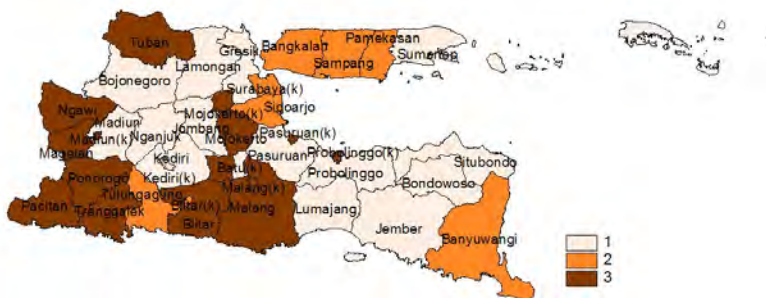 Tuban
Gresik
Bangkalan
Pamekasan
Sampang
Sumenep
Lamongan
Bojonegoro
Surabaya(k)
Sidoarjo
Ngawi
Madiun
Mojokerto(k)
Jombang
Madiun(k)
Nganjuk
Mojokerto
Pasuruan(k)
Magetan
Kediri
Pasuruan
Probolinggo(k)
Situbondo
Ponorogo
Kediri(k)
Batu(k)
Probolinggo
Bondowoso
Tulungagung
Malang(k)
Pacitan
Trenggalek
Blitar(k)
Malang
Lumajang
Blitar
Jember
Banyuwangi
1
2
3